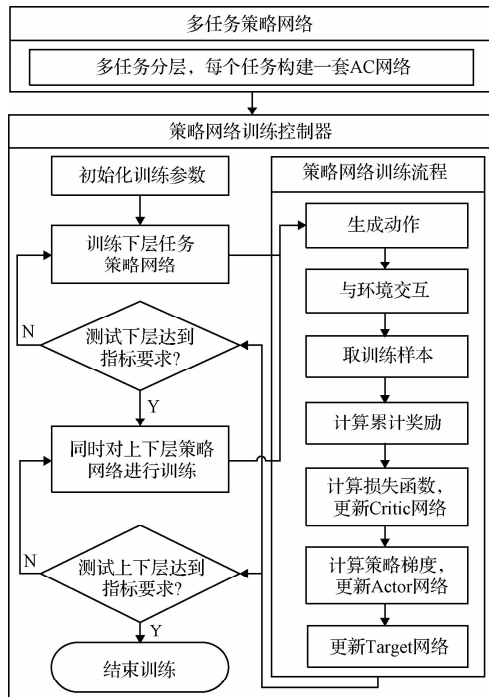 多任务策略网络
多任务分层，每个任务构建一套AC网络
策略网络训练控制器
初始化训练参数
训练下层任务
策略网络
N
测试下层达到
指标要求?
Y
同时对上下层策略
网络进行训练
N
测试上下层达到
指标要求?
Y
结束训练
策略网络训练流程
生成动作
与环境交互
取训练样本
计算累计奖励
计算损失函数，
更新Critic网络
计算策略梯度，
更新Actor网络
更新Target网络